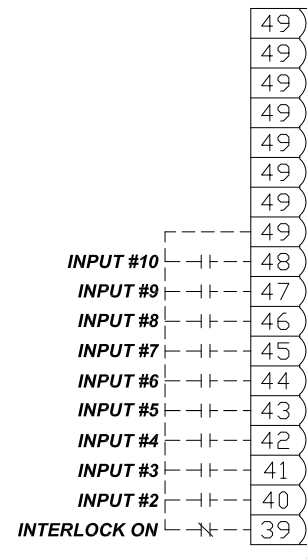 49
49
49
49
49
49
49
49
INPUT #10 48
INPUT #9 47
INPUT #8 46
INPUT #7 45
INPUT #6 44
INPUT #5 43
INPUT #4 42
INPUT #3 41
INPUT #2 40
INTERLOCK ON 39